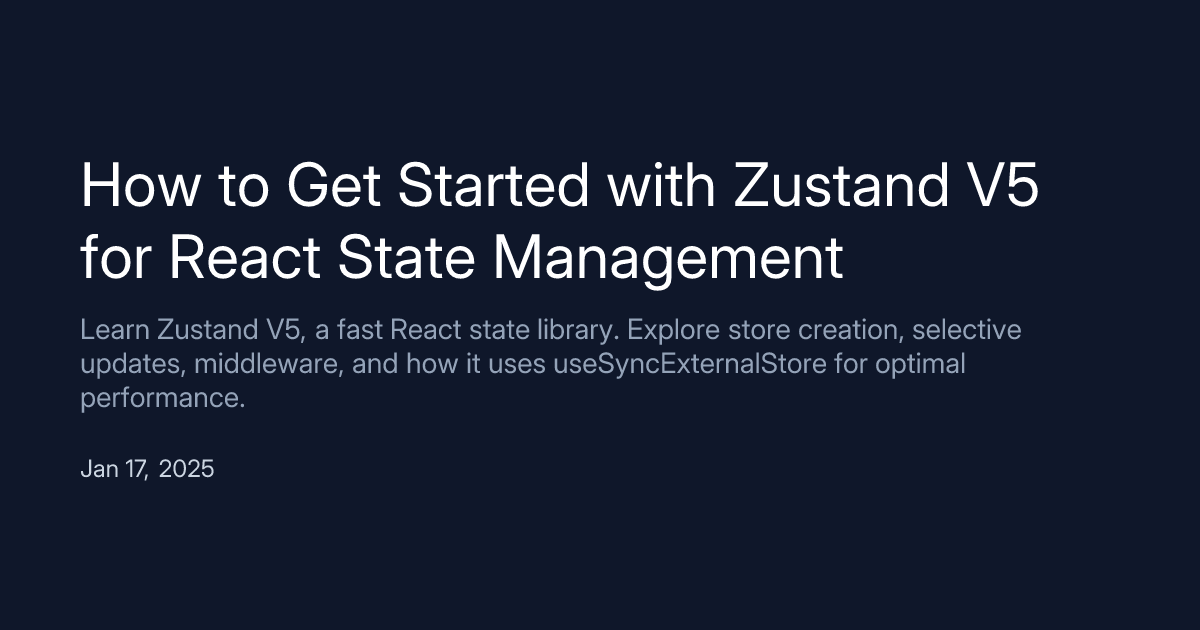 How to Get Started with Zustand V5
for React State Management
Learn Zustand V5, a fast React state library. Explore store creation, selective
updates, middleware, and how it uses useSyncExternalStore for optimal
performance.
Jan 17, 2025